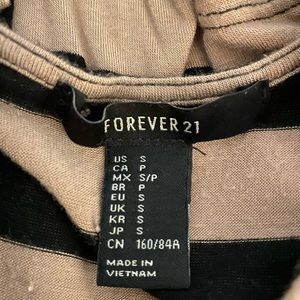 FOREVER 21
US S
CA P
MX S/P
BR P
EU S
UK S
KR S
JP S
CN 160/84A
MADE IN
VIETNAM